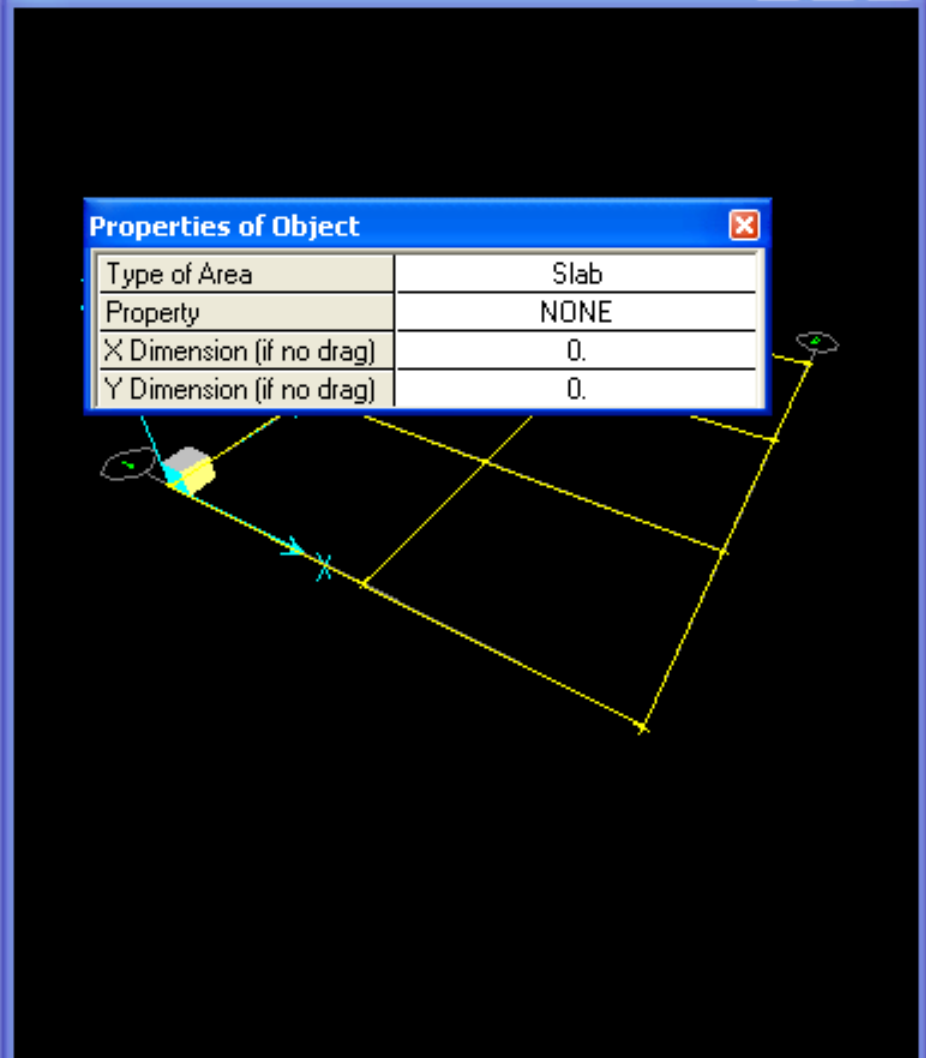 Properties of Object
Type of Area Slab
Property NONE
X Dimension (if no drag) 0.
Y Dimension (if no drag) 0.
X